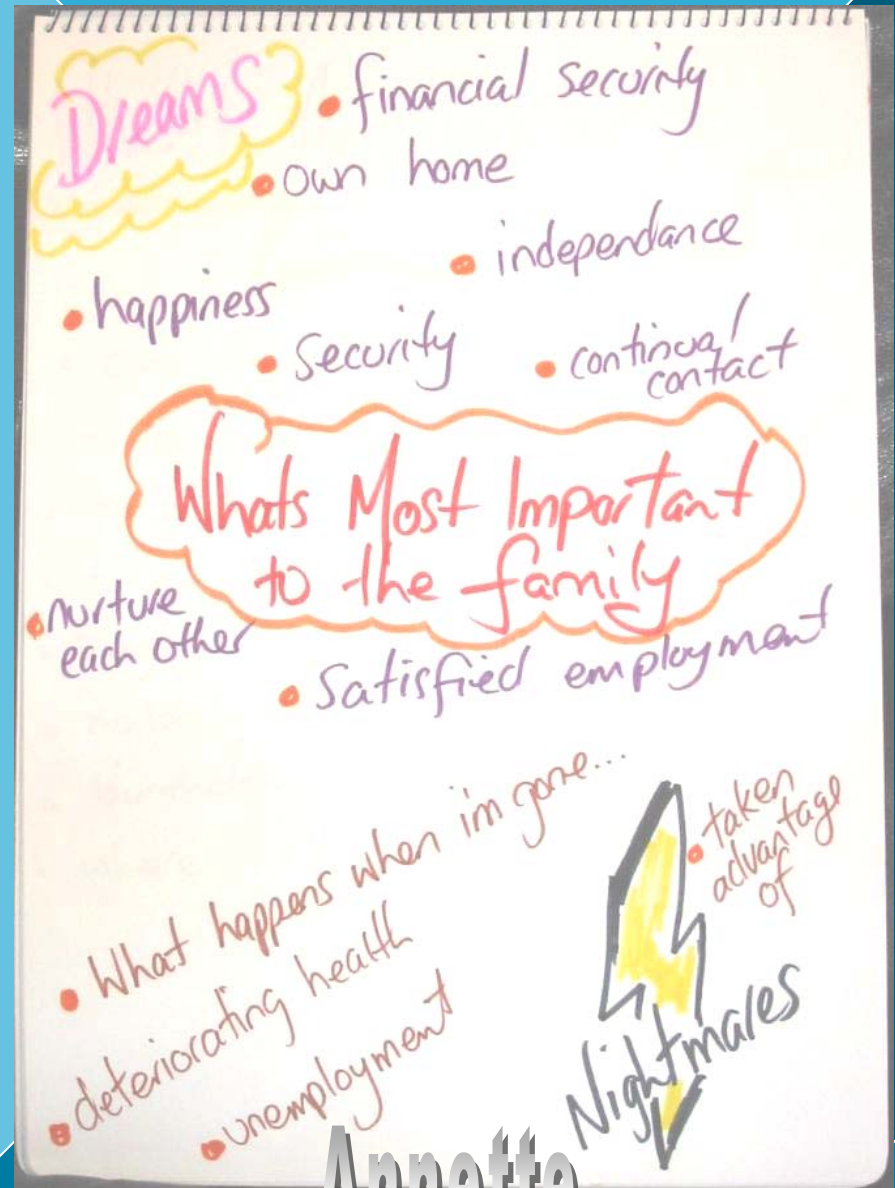 Dreams
• financial security
• own home
• independance
• happiness
• Security
• continual
contact
Whats Most Important
to the family
• nurture
each other
• Satisfied employment
• What happens when im gone...
• deteriorating health
• unemployment
• taken
advantage
of
Nightmares
Annette